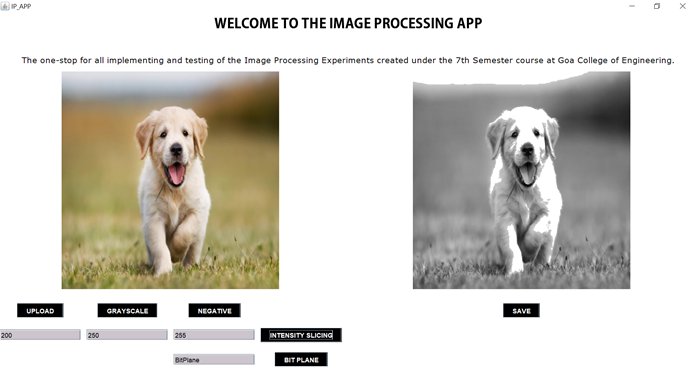 IP_APP
WELCOME TO THE IMAGE PROCESSING APP
The one-stop for all implementing and testing of the Image Processing Experiments created under the 7th Semester course at Goa College of Engineering.
UPLOAD GRAYSCALE NEGATIVE SAVE
200 250 255 INTENSITY SLICING
BitPlane BIT PLANE